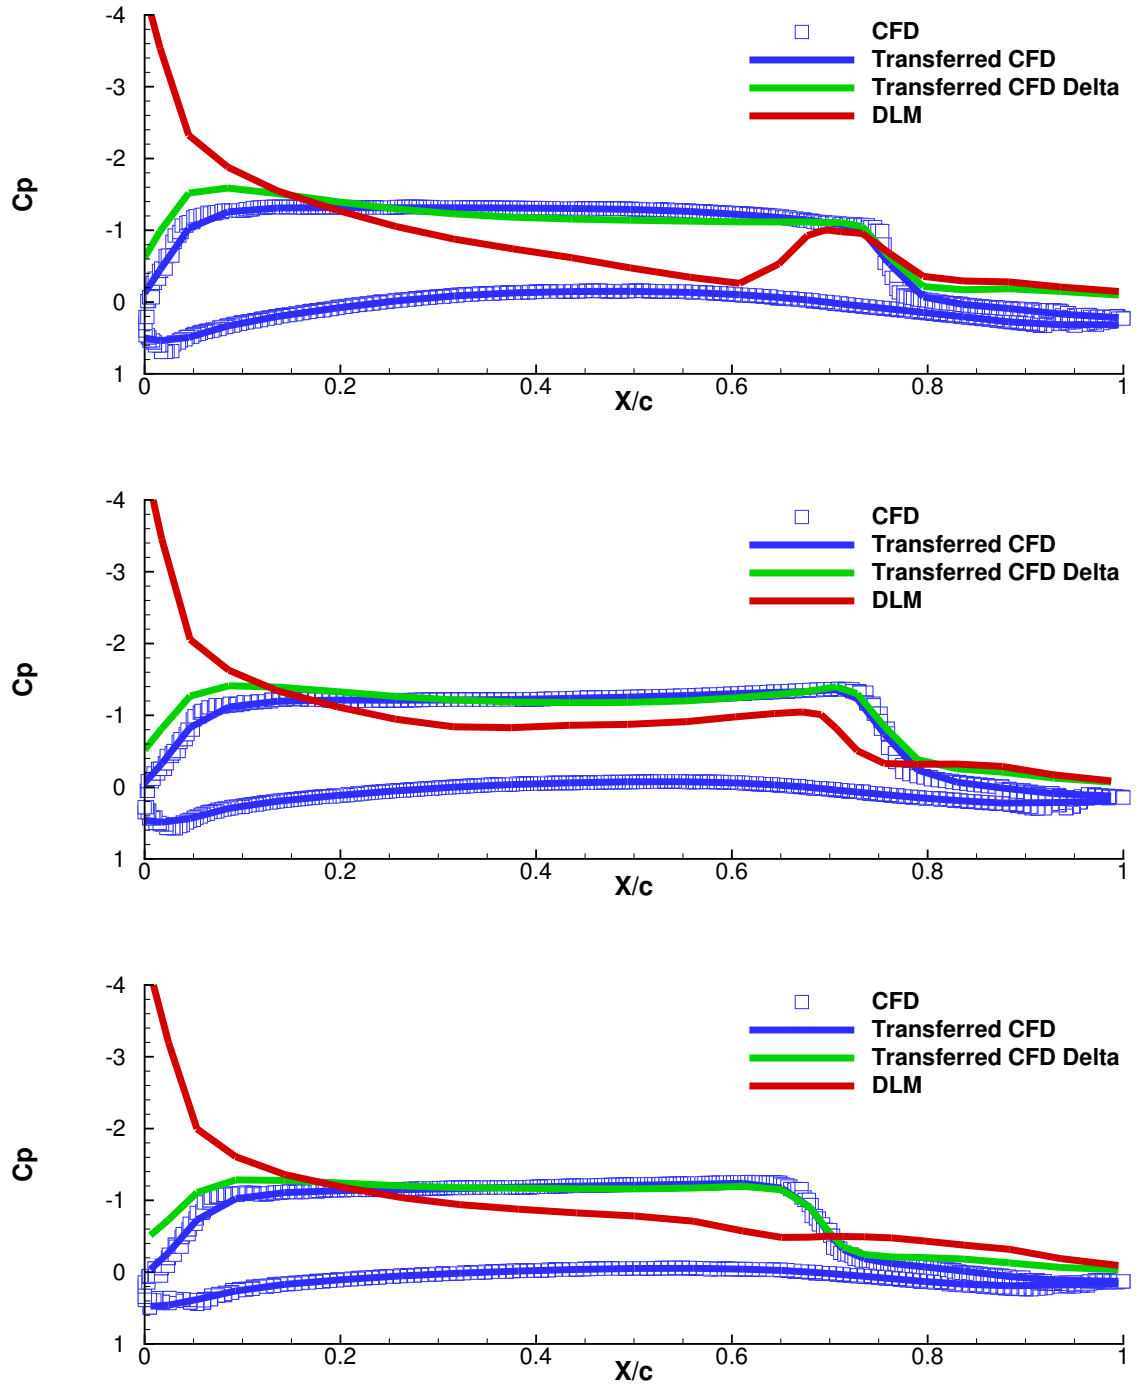 -4
CFD
Transferred CFD
-3
Transferred CFD Delta
DLM
-2
Cp
-1
0
1
0 0.2 0.4 0.6 0.8 1
X/c
-4
CFD
Transferred CFD
-3
Transferred CFD Delta
DLM
-2
Cp
-1
0
1
0 0.2 0.4 0.6 0.8 1
X/c
-4
CFD
Transferred CFD
-3
Transferred CFD Delta
DLM
-2
Cp
-1
0
1
0 0.2 0.4 0.6 0.8 1
X/c